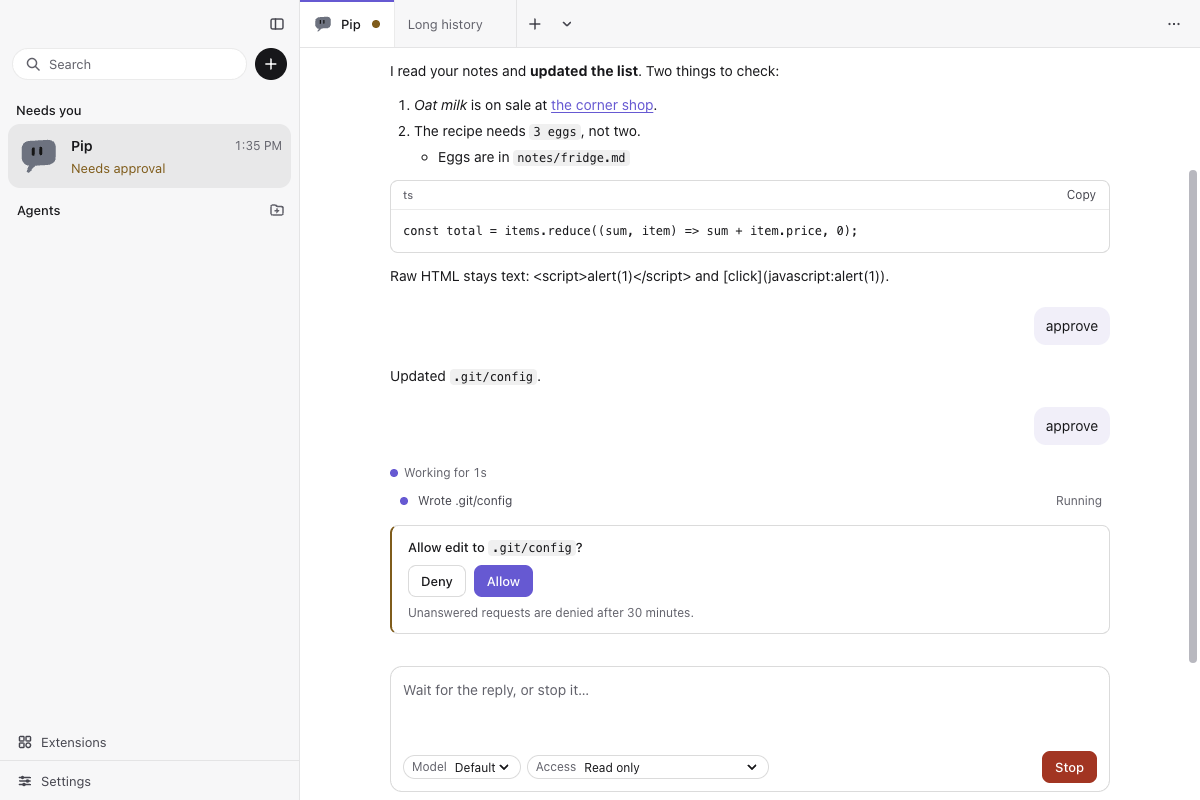 Search
Needs you
Pip
1:35 PM
Needs approval
Agents
Extensions
Settings
Pip
Long history
I read your notes and updated the list. Two things to check:
1. Oat milk is on sale at the corner shop.
2. The recipe needs 3 eggs, not two.
Eggs are in notes/fridge.md
ts
Copy
const total = items.reduce((sum, item) => sum + item.price, 0);
Raw HTML stays text: <script>alert(1)</script> and [click](javascript:alert(1)).
approve
Updated .git/config.
approve
Working for 1s
Wrote .git/config
Running
Allow edit to .git/config?
Deny
Allow
Unanswered requests are denied after 30 minutes.
Wait for the reply, or stop it…
Model Default
Access Read only
Stop